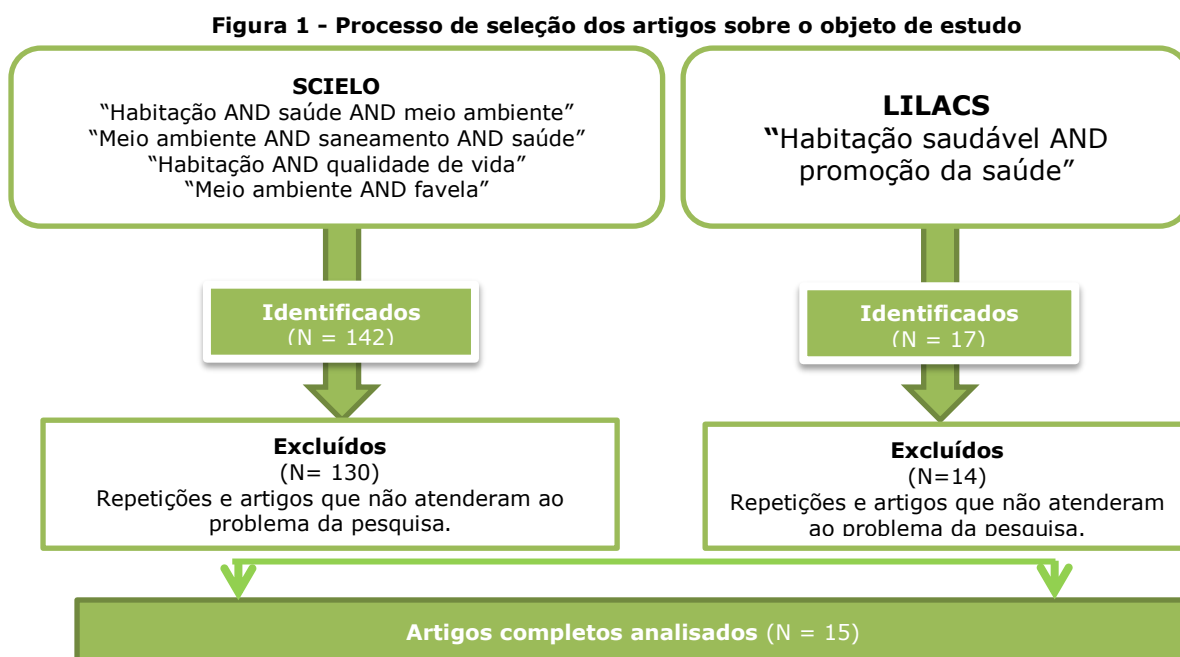 Figura 1 - Processo de seleção dos artigos sobre o objeto de estudo
SCIELO
“Habitação AND saúde AND meio ambiente”
“Meio ambiente AND saneamento AND saúde”
“Habitação AND qualidade de vida”
“Meio ambiente AND favela”
LILACS
“Habitação saudável AND
promoção da saúde”
Identificados
(N = 142)
Identificados
(N = 17)
Excluídos
(N= 130)
Repetições e artigos que não atenderam ao
problema da pesquisa.
Excluídos
(N=14)
Repetições e artigos que não atenderam
ao problema da pesquisa.
Artigos completos analisados (N = 15)